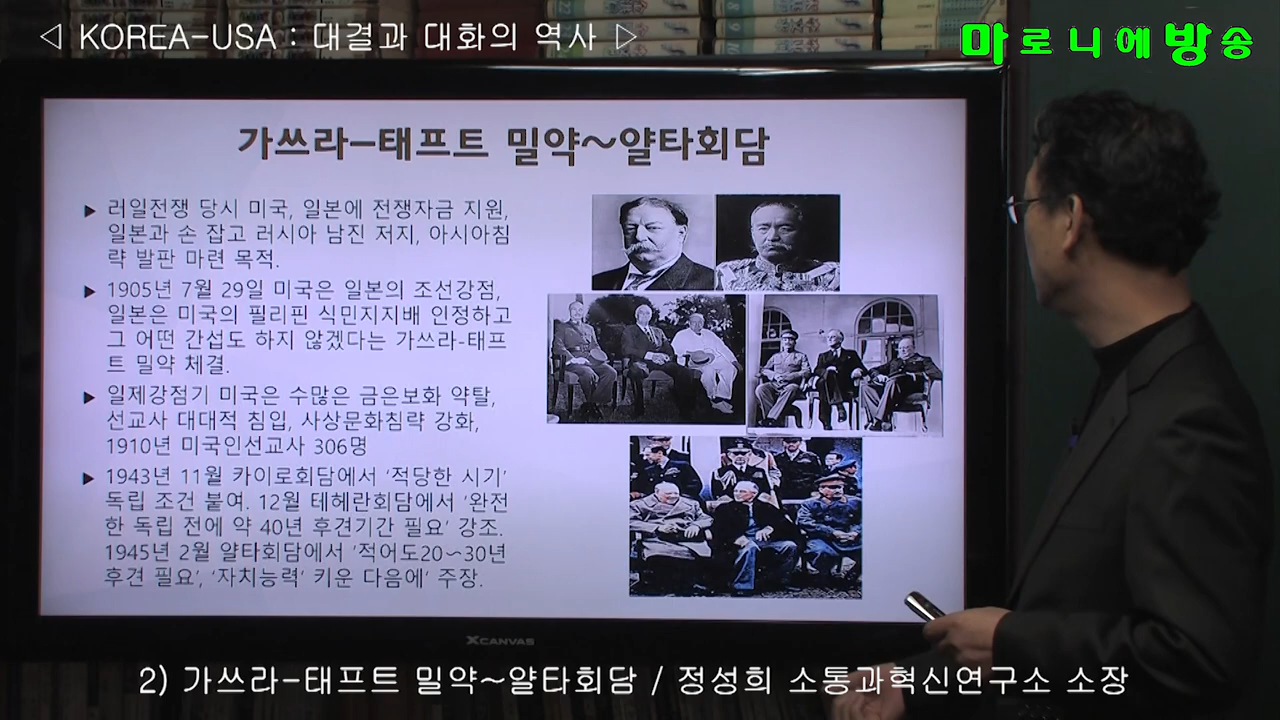 ◁ KOREA-USA : 대결과 대화의 역사 ▷
마로니에방송
가쓰라-태프트 밀약~얄타회담
▶ 러일전쟁 당시 미국, 일본에 전쟁자금 지원,
일본과 손 잡고 러시아 남진 저지, 아시아침
략 발판 마련 목적.
▶ 1905년 7월 29일 미국은 일본의 조선강점,
일본은 미국의 필리핀 식민지지배 인정하고
그 어떤 간섭도 하지 않겠다는 가쓰라-태프
트 밀약 체결.
▶ 일제강점기 미국은 수많은 금은보화 약탈,
선교사 대대적 침입, 사상문화침략 강화,
1910년 미국인선교사 306명
▶ 1943년 11월 카이로회담에서 '적당한 시기'
독립 조건 붙여. 12월 테헤란회담에서 '완전
한 독립 전에 약 40년 후견기간 필요' 강조.
1945년 2월 얄타회담에서 '적어도20~30년
후견 필요', '자치능력' 키운 다음에' 주장.
XCANVAS
2) 가쓰라-태프트 밀약~얄타회담 / 정성희 소통과혁신연구소 소장